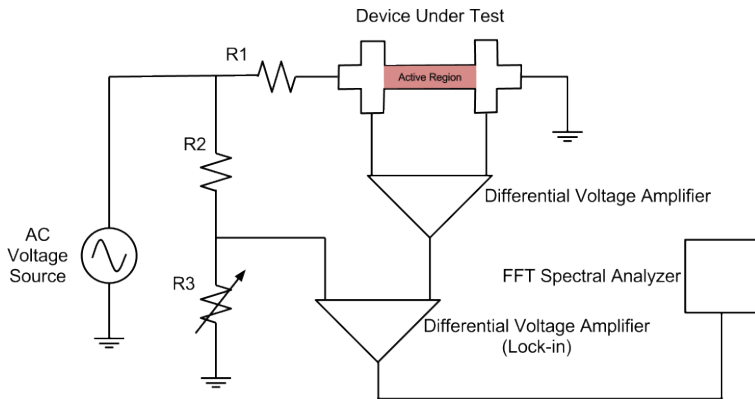 Device Under Test
R1
Active Region
R2
Differential Voltage Amplifier
AC
Voltage
Source
R3
FFT Spectral Analyzer
Differential Voltage Amplifier
(Lock-in)